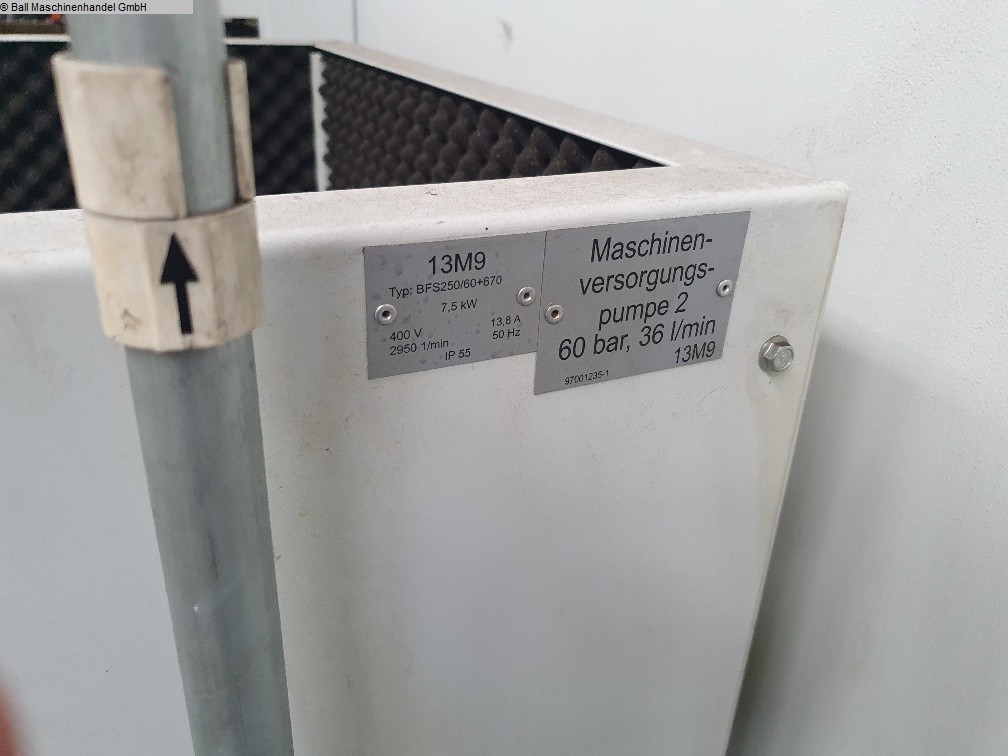 © Ball Maschinenhandel GmbH
13M9
Typ: BFS250/60+670
7,5 kW
400 V 13,8 A
2950 1/min 50 Hz
IP 55
Maschinen-
versorgungs-
pumpe 2
60 bar, 36 l/min
97001235-1 13M9